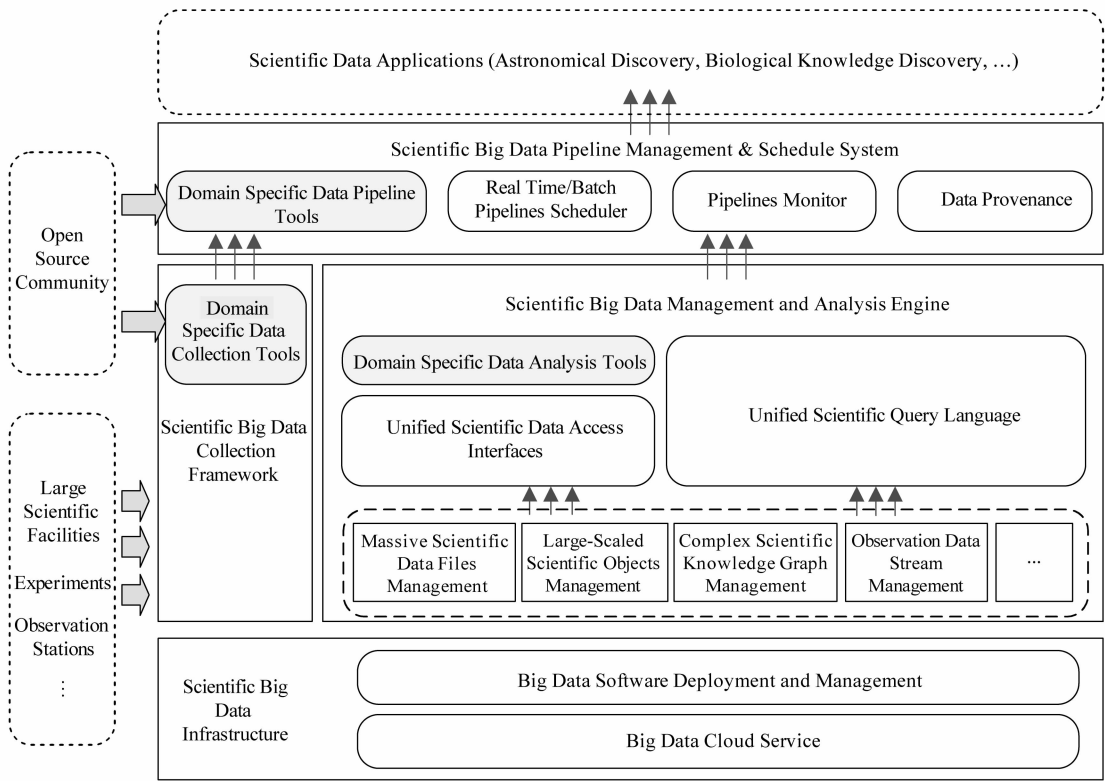 Scientific Data Applications (Astronomical Discovery, Biological Knowledge Discovery, …)
Scientific Big Data Pipeline Management & Schedule System
Domain Specific Data Pipeline
Tools
Real Time/Batch
Pipelines Scheduler
Pipelines Monitor
Data Provenance
Open
Source
Community
Domain
Specific Data
Collection Tools
Scientific Big Data
Collection
Framework
Scientific Big Data Management and Analysis Engine
Domain Specific Data Analysis Tools
Unified Scientific Data Access
Interfaces
Unified Scientific Query Language
Massive Scientific
Data Files
Management
Large-Scaled
Scientific Objects
Management
Complex Scientific
Knowledge Graph
Management
Observation Data
Stream
Management
...
Large
Scientific
Facilities
Experiments
Observation
Stations
⋮
Scientific Big
Data
Infrastructure
Big Data Software Deployment and Management
Big Data Cloud Service